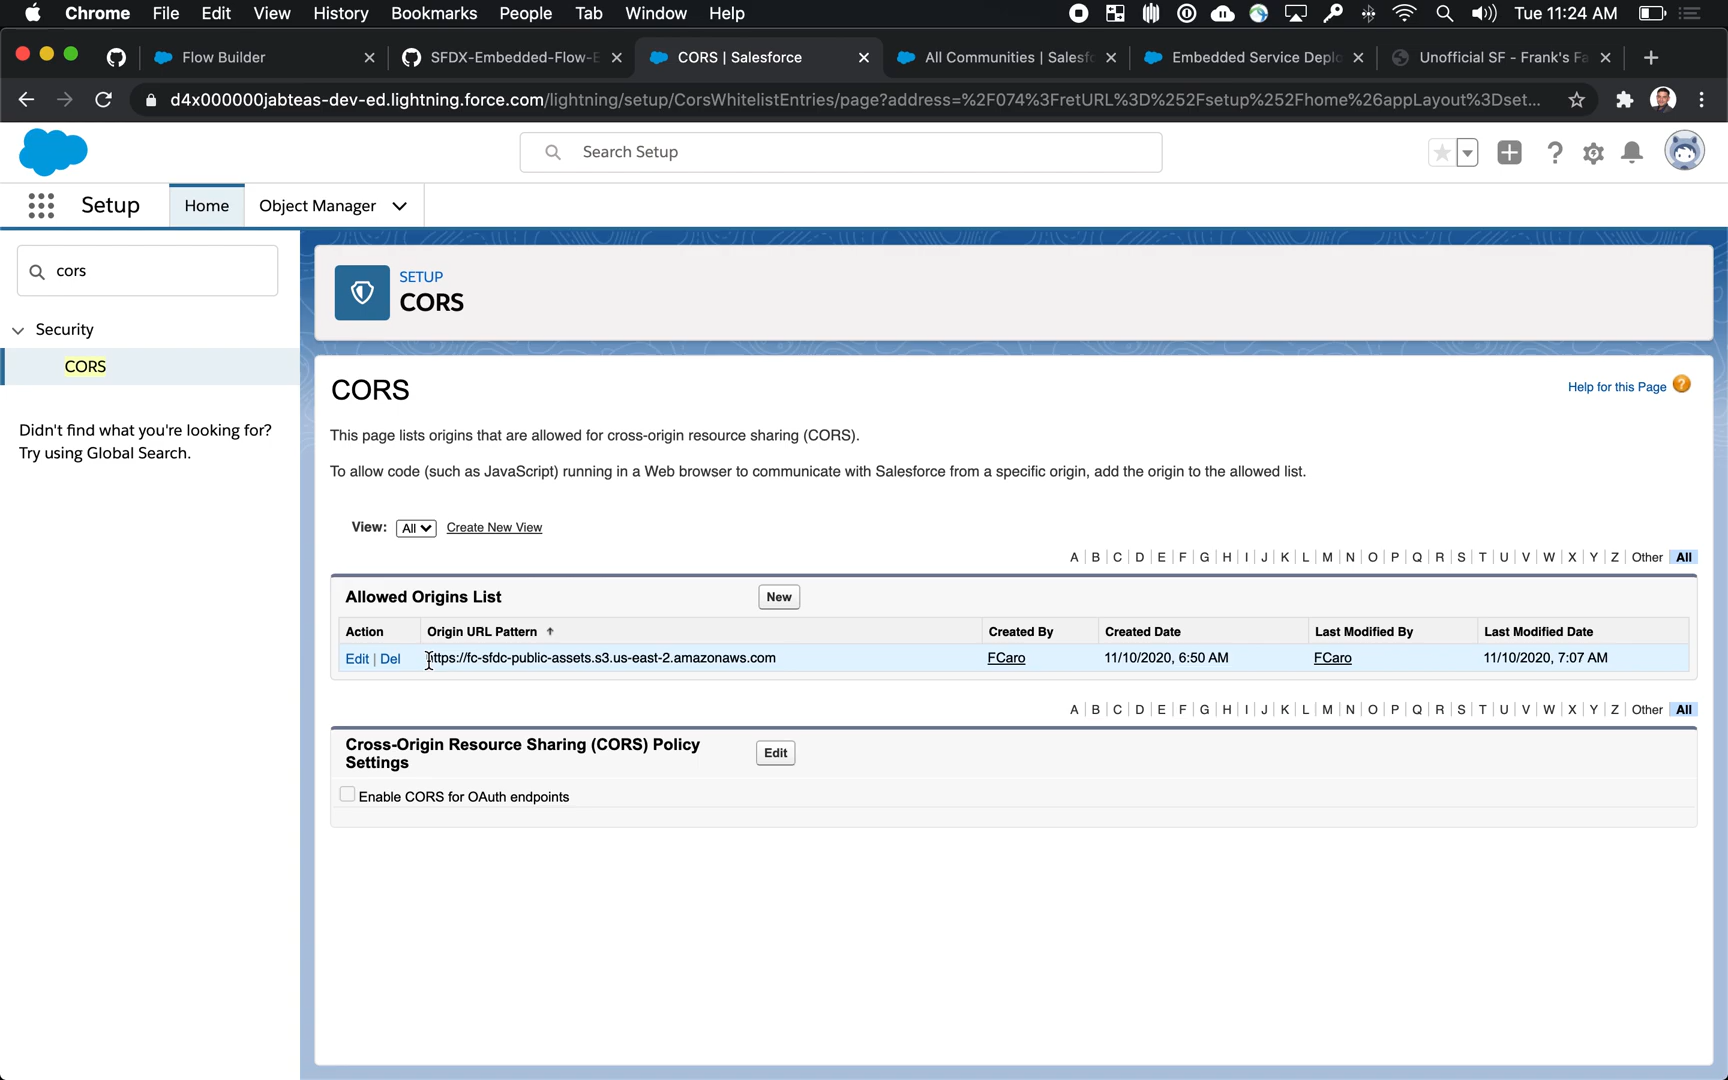 Chrome File Edit View History Bookmarks People Tab Window Help Tue 11:24 AM
Flow Builder SFDX-Embedded-Flow-E CORS | Salesforce All Communities | Salesfo Embedded Service Deplo Unofficial SF - Frank's Fa
d4x000000jabteas-dev-ed.lightning.force.com/lightning/setup/CorsWhitelistEntries/page?address=%2F074%3FretURL%3D%252Fsetup%252Fhome%26appLayout%3Dset...
Search Setup
Setup Home Object Manager
cors
Security
CORS
Didn't find what you're looking for?
Try using Global Search.
SETUP
CORS
CORS
Help for this Page ?
This page lists origins that are allowed for cross-origin resource sharing (CORS).
To allow code (such as JavaScript) running in a Web browser to communicate with Salesforce from a specific origin, add the origin to the allowed list.
View: All Create New View
A | B | C | D | E | F | G | H | I | J | K | L | M | N | O | P | Q | R | S | T | U | V | W | X | Y | Z | Other All
Allowed Origins List New
Action Origin URL Pattern ↑ Created By Created Date Last Modified By Last Modified Date
Edit | Del https://fc-sfdc-public-assets.s3.us-east-2.amazonaws.com FCaro 11/10/2020, 6:50 AM FCaro 11/10/2020, 7:07 AM
A | B | C | D | E | F | G | H | I | J | K | L | M | N | O | P | Q | R | S | T | U | V | W | X | Y | Z | Other All
Cross-Origin Resource Sharing (CORS) Policy
Settings
Edit
Enable CORS for OAuth endpoints